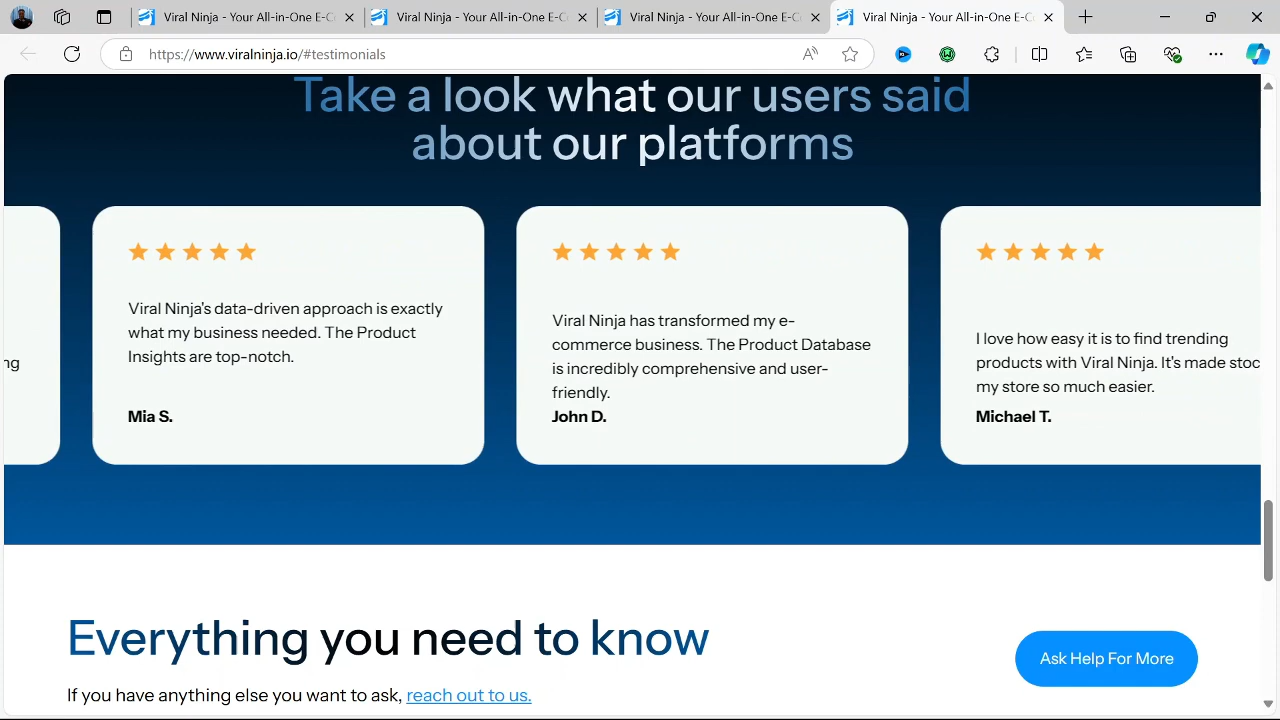 Viral Ninja - Your All-in-One E-C
Viral Ninja - Your All-in-One E-C
Viral Ninja - Your All-in-One E-C
Viral Ninja - Your All-in-One E-C
https://www.viralninja.io/#testimonials
Take a look what our users said
about our platforms
ng
Viral Ninja's data-driven approach is exactly
what my business needed. The Product
Insights are top-notch.
Mia S.
Viral Ninja has transformed my e-
commerce business. The Product Database
is incredibly comprehensive and user-
friendly.
John D.
I love how easy it is to find trending
products with Viral Ninja. It's made stoc
my store so much easier.
Michael T.
Everything you need to know
If you have anything else you want to ask, reach out to us.
Ask Help For More